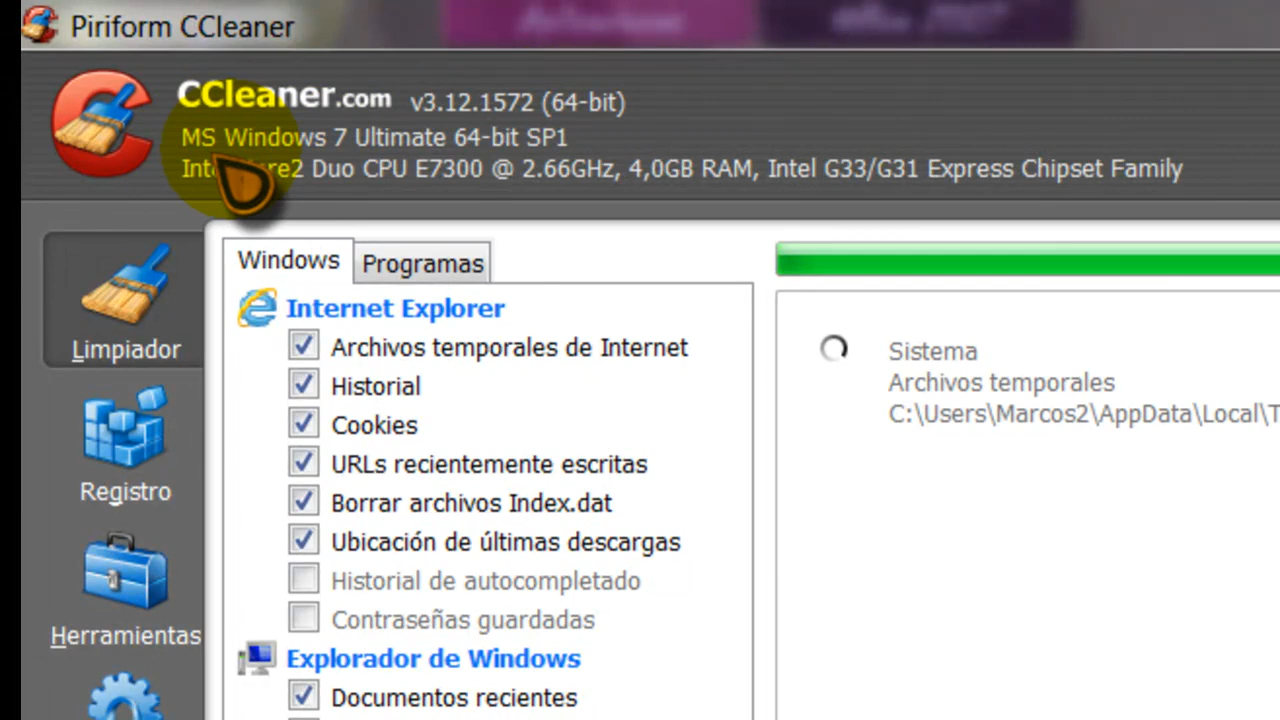 Piriform CCleaner
CCleaner.com v3.12.1572 (64-bit)
MS Windows 7 Ultimate 64-bit SP1
Duo CPU E7300 @ 2.66GHz, 4,0GB RAM, Intel G33/G31 Express Chipset Family
Windows
Programas
Limpiador
Registro
Herramientas
Internet Explorer
Archivos temporales de Internet
Historial
Cookies
URLs recientemente escritas
Borrar archivos Index.dat
Ubicación de últimas descargas
Historial de autocompletado
Contraseñas guardadas
Explorador de Windows
Documentos recientes
Sistema
Archivos temporales
C:\Users\Marcos2\AppData\Local\T